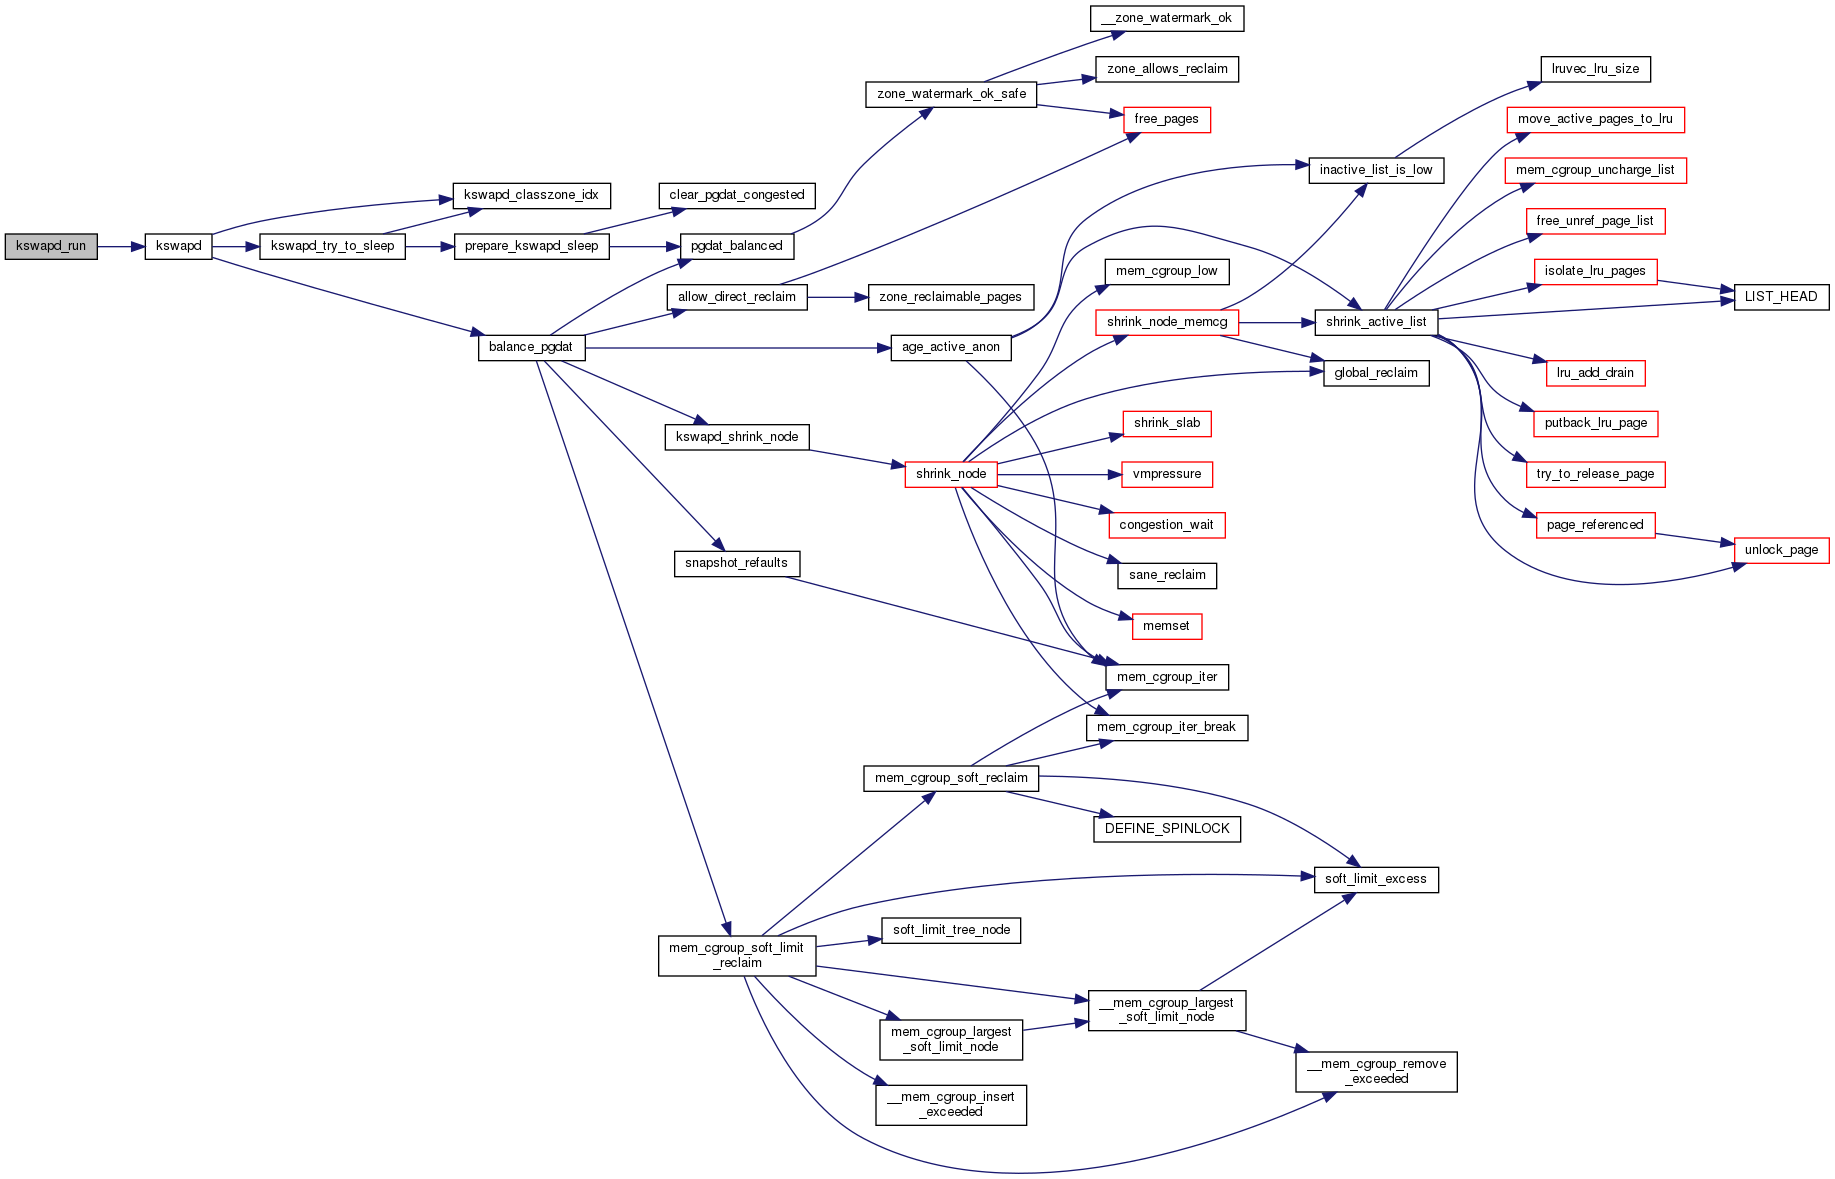 __zone_watermark_ok
zone_allows_reclaim
lruvec_lru_size
zone_watermark_ok_safe
free_pages
move_active_pages_to_lru
inactive_list_is_low
mem_cgroup_uncharge_list
kswapd_classzone_idx
clear_pgdat_congested
free_unref_page_list
kswapd_run
kswapd
kswapd_try_to_sleep
prepare_kswapd_sleep
pgdat_balanced
mem_cgroup_low
isolate_lru_pages
allow_direct_reclaim
zone_reclaimable_pages
LIST_HEAD
shrink_node_memcg
shrink_active_list
balance_pgdat
age_active_anon
global_reclaim
lru_add_drain
shrink_slab
putback_lru_page
kswapd_shrink_node
shrink_node
vmpressure
try_to_release_page
congestion_wait
page_referenced
unlock_page
snapshot_refaults
sane_reclaim
memset
mem_cgroup_iter
mem_cgroup_iter_break
mem_cgroup_soft_reclaim
DEFINE_SPINLOCK
soft_limit_excess
soft_limit_tree_node
mem_cgroup_soft_limit
_reclaim
__mem_cgroup_largest
_soft_limit_node
mem_cgroup_largest
_soft_limit_node
__mem_cgroup_remove
_exceeded
__mem_cgroup_insert
_exceeded